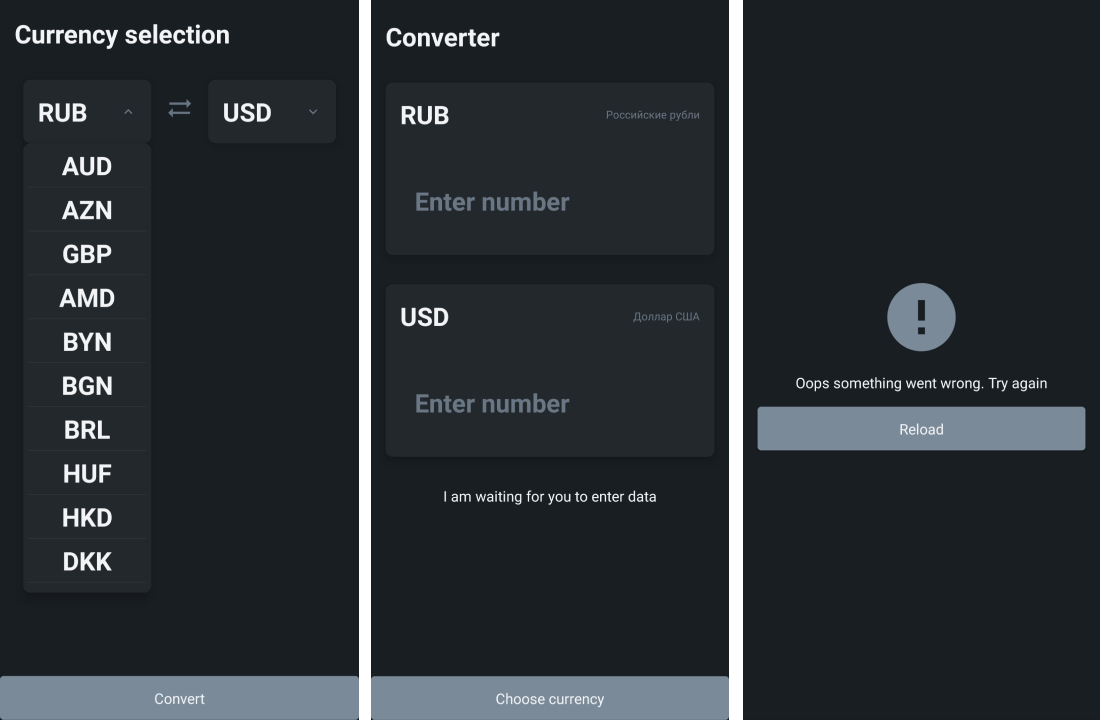 Currency selection
RUB
USD
AUD
AZN
GBP
AMD
BYN
BGN
BRL
HUF
HKD
DKK
Convert
Converter
RUB
Российские рубли
Enter number
USD
Доллар США
Enter number
I am waiting for you to enter data
Choose currency
Oops something went wrong. Try again
Reload